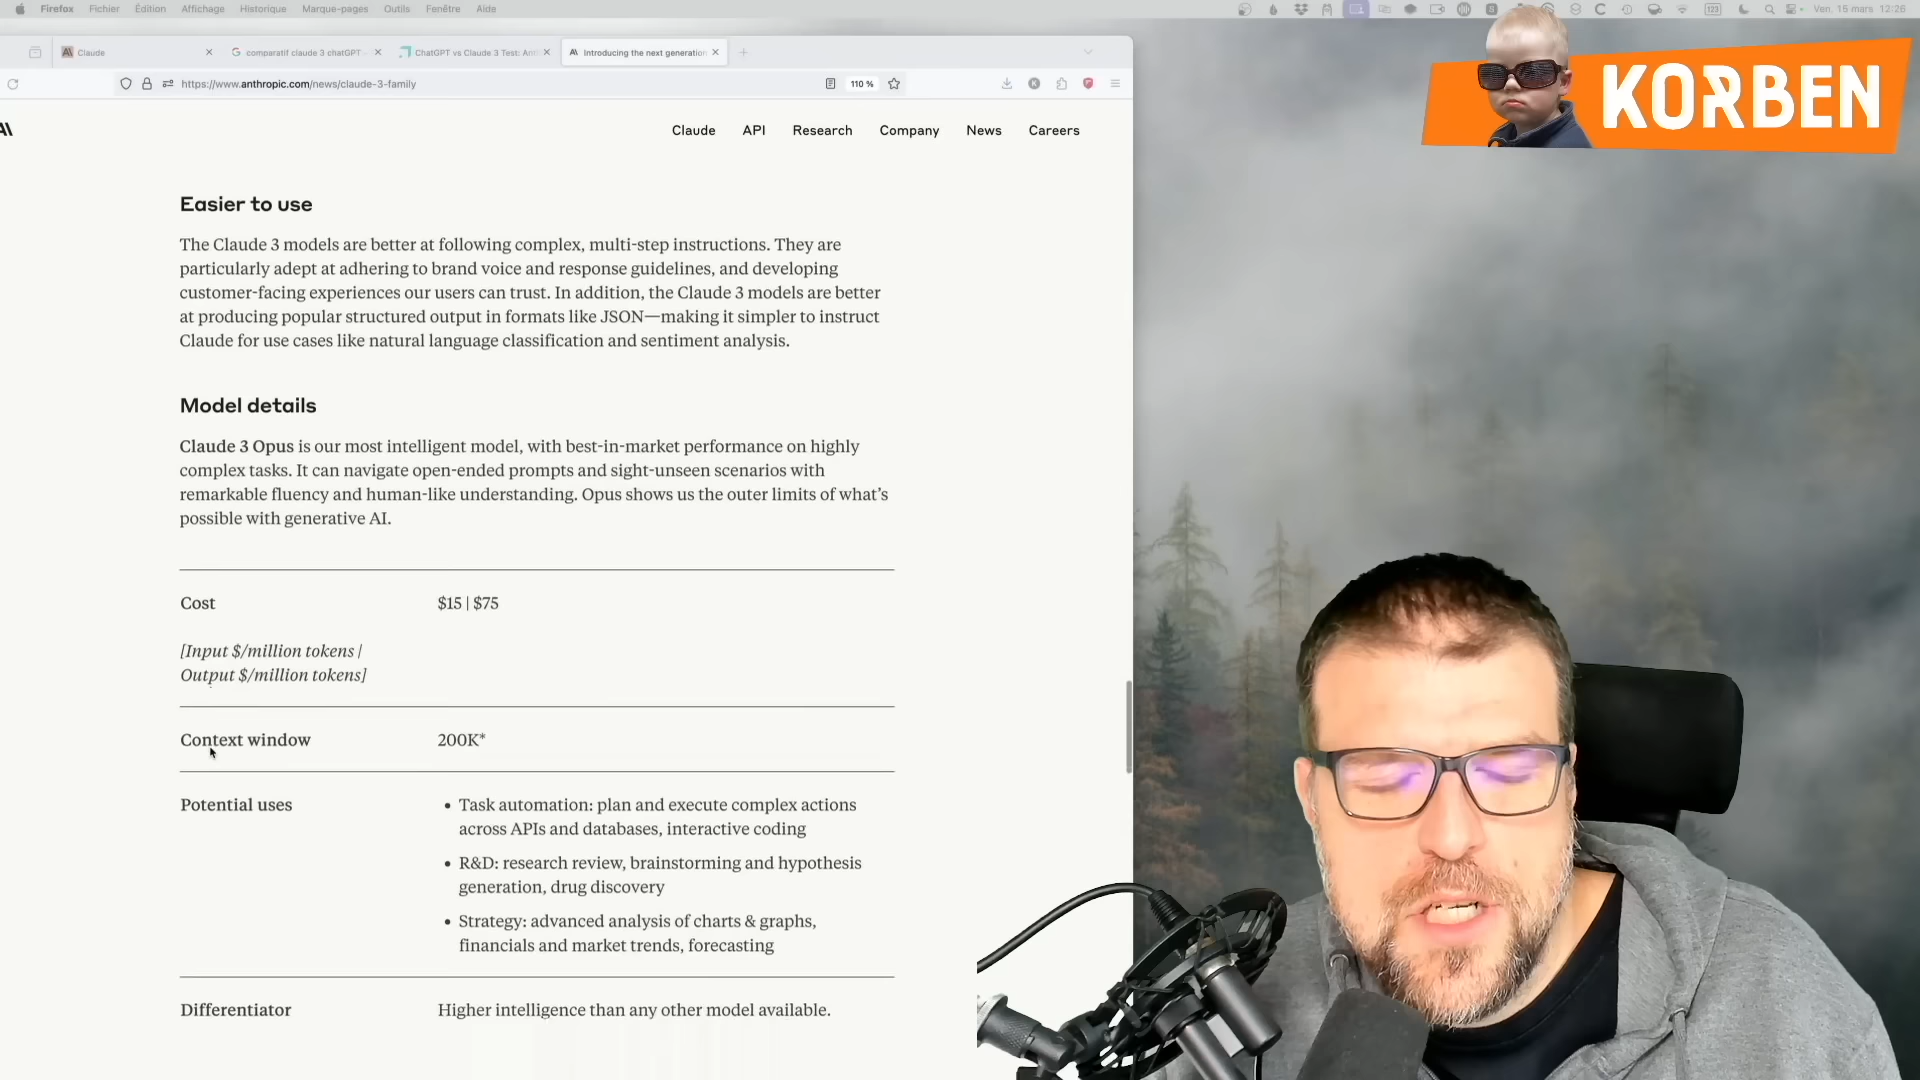 Firefox Fichier Édition Affichage Historique Marque-pages Outils Fenêtre Aide
Ven. 15 mars 12:26
Claude
comparatif claude 3 chatGPT -
ChatGPT vs Claude 3 Test: Ant
Introducing the next generation
https://www.anthropic.com/news/claude-3-family
110 %
KORBEN
Claude API Research Company News Careers
Easier to use
The Claude 3 models are better at following complex, multi-step instructions. They are
particularly adept at adhering to brand voice and response guidelines, and developing
customer-facing experiences our users can trust. In addition, the Claude 3 models are better
at producing popular structured output in formats like JSON—making it simpler to instruct
Claude for use cases like natural language classification and sentiment analysis.
Model details
Claude 3 Opus is our most intelligent model, with best-in-market performance on highly
complex tasks. It can navigate open-ended prompts and sight-unseen scenarios with
remarkable fluency and human-like understanding. Opus shows us the outer limits of what’s
possible with generative AI.
Cost $15 | $75
[Input $/million tokens |
Output $/million tokens]
Context window 200K*
Potential uses
• Task automation: plan and execute complex actions
across APIs and databases, interactive coding
• R&D: research review, brainstorming and hypothesis
generation, drug discovery
• Strategy: advanced analysis of charts & graphs,
financials and market trends, forecasting
Differentiator Higher intelligence than any other model available.